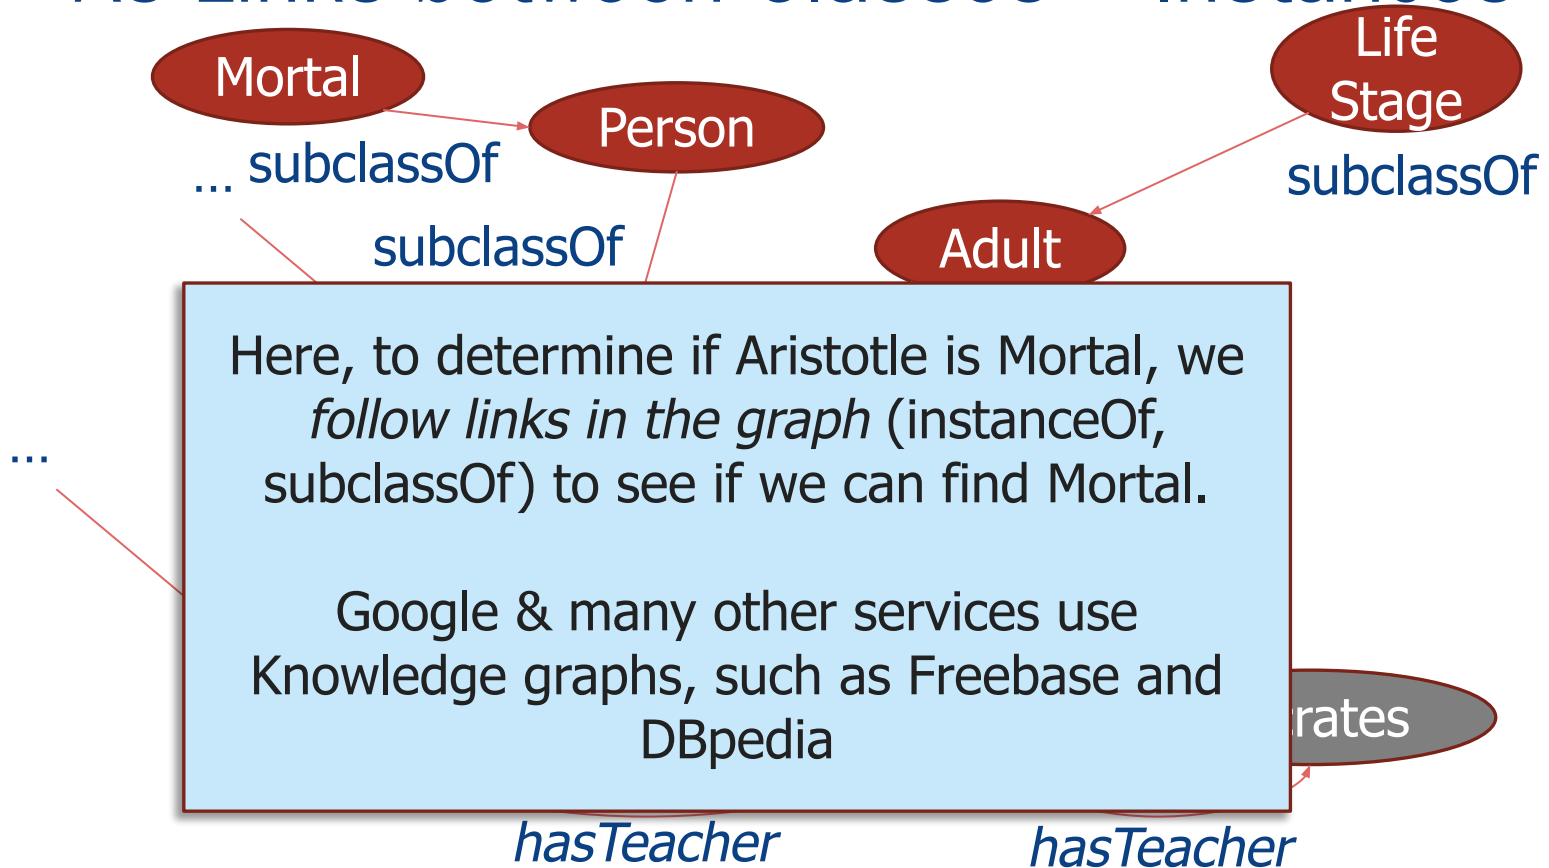 Mortal
Life
Stage
Person
subclassOf
...
subclassOf
subclassOf
Adult
Here, to determine if Aristotle is Mortal, we
follow links in the graph (instanceOf,
subclassOf) to see if we can find Mortal.
...
Google & many other services use
Knowledge graphs, such as Freebase and
DBpedia
rates
hasTeacher
hasTeacher